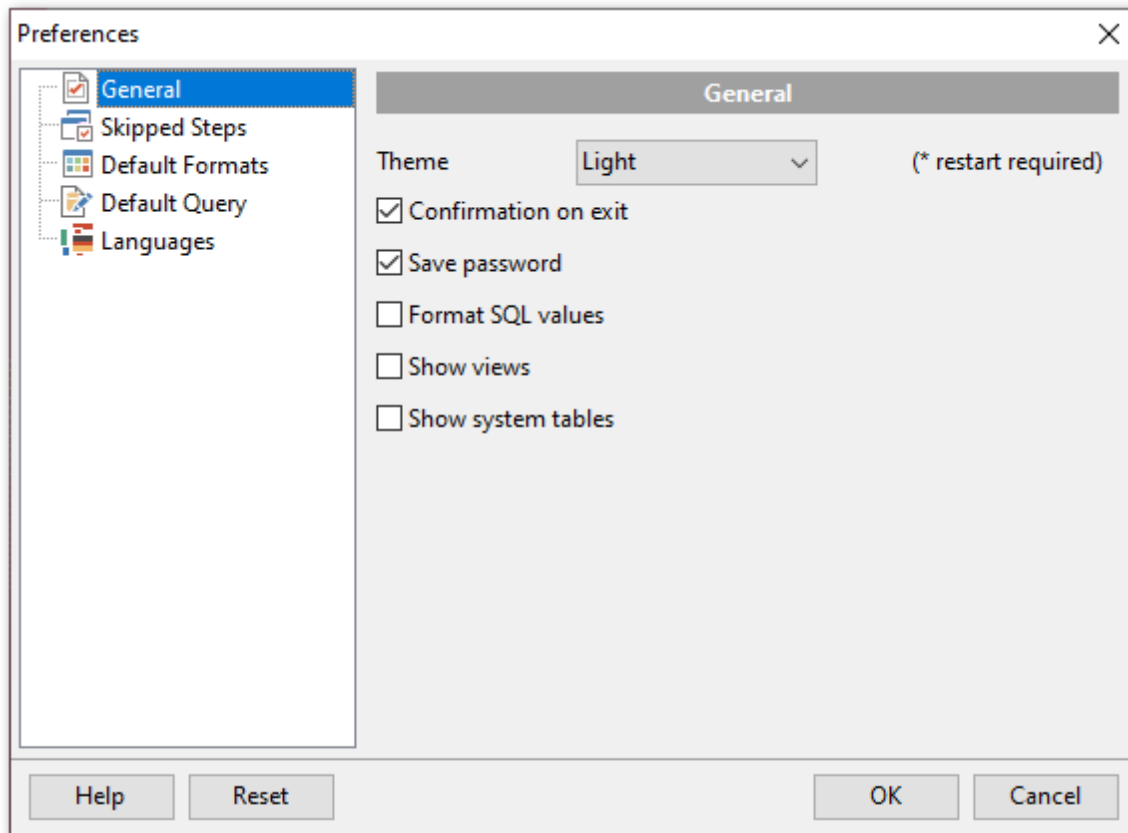 Preferences
General
Skipped Steps
Default Formats
Default Query
Languages
General
Theme Light (* restart required)
Confirmation on exit
Save password
Format SQL values
Show views
Show system tables
Help Reset OK Cancel